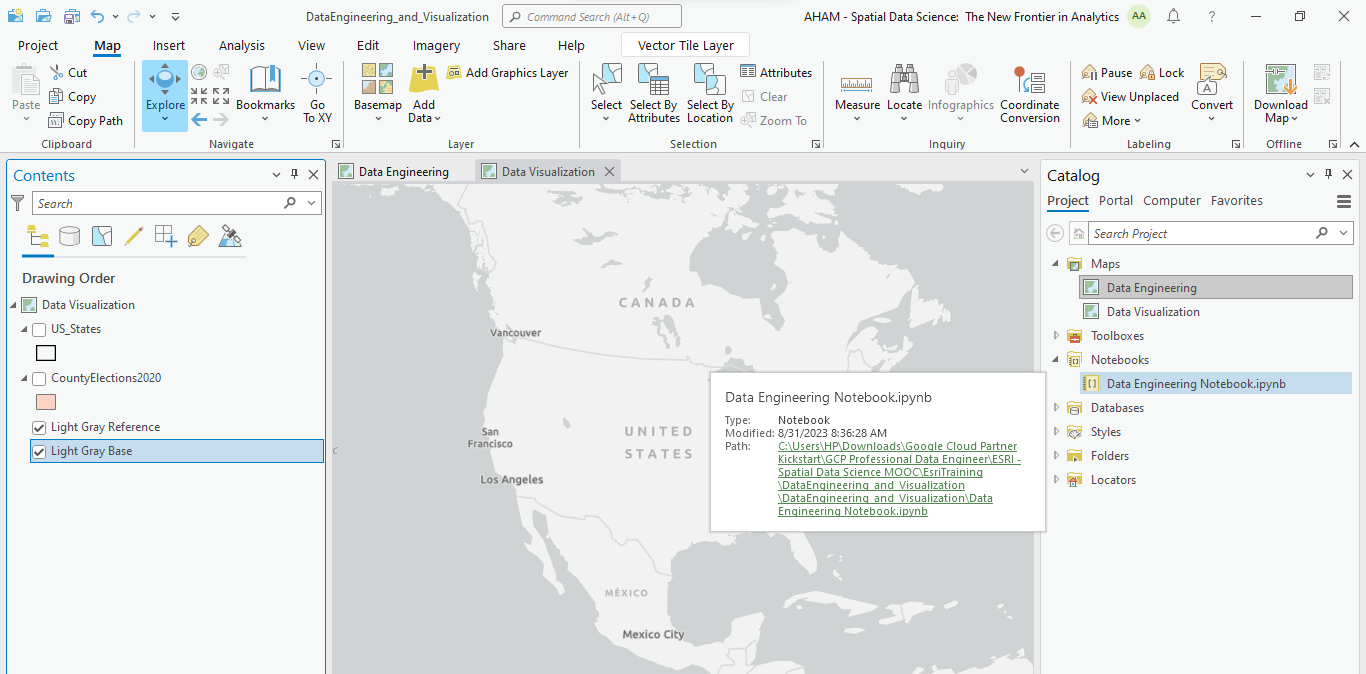 DataEngineering_and_Visualization
Command Search (Alt+Q)
AHAM - Spatial Data Science: The New Frontier in Analytics
AA
Project Map Insert Analysis View Edit Imagery Share Help Vector Tile Layer
Paste
Cut
Copy
Copy Path
Clipboard
Explore
Bookmarks
Go
To XY
Navigate
Basemap
Add
Data
Add Graphics Layer
Layer
Select
Select By
Attributes
Select By
Location
Attributes
Clear
Zoom To
Selection
Measure
Locate
Infographics
Coordinate
Conversion
Inquiry
Pause
Lock
View Unplaced
More
Convert
Labeling
Download
Map
Offline
Contents
Search
Drawing Order
Data Visualization
US_States
CountyElections2020
Light Gray Reference
Light Gray Base
Data Engineering
Data Visualization
CANADA
Vancouver
San
Francisco
Los Angeles
UNITED
STATES
MÉXICO
Mexico City
C
Data Engineering Notebook.ipynb
Type: Notebook
Modified: 8/31/2023 8:36:28 AM
Path: C:\Users\HP\Downloads\Google Cloud Partner
Kickstart\GCP Professional Data Engineer\ESRI -
Spatial Data Science MOOC\EsriTraining
\DataEngineering_and_Visualization
\DataEngineering_and_Visualization\Data
Engineering Notebook.ipynb
Catalog
Project Portal Computer Favorites
Search Project
Maps
Data Engineering
Data Visualization
Toolboxes
Notebooks
Data Engineering Notebook.ipynb
Databases
Styles
Folders
Locators